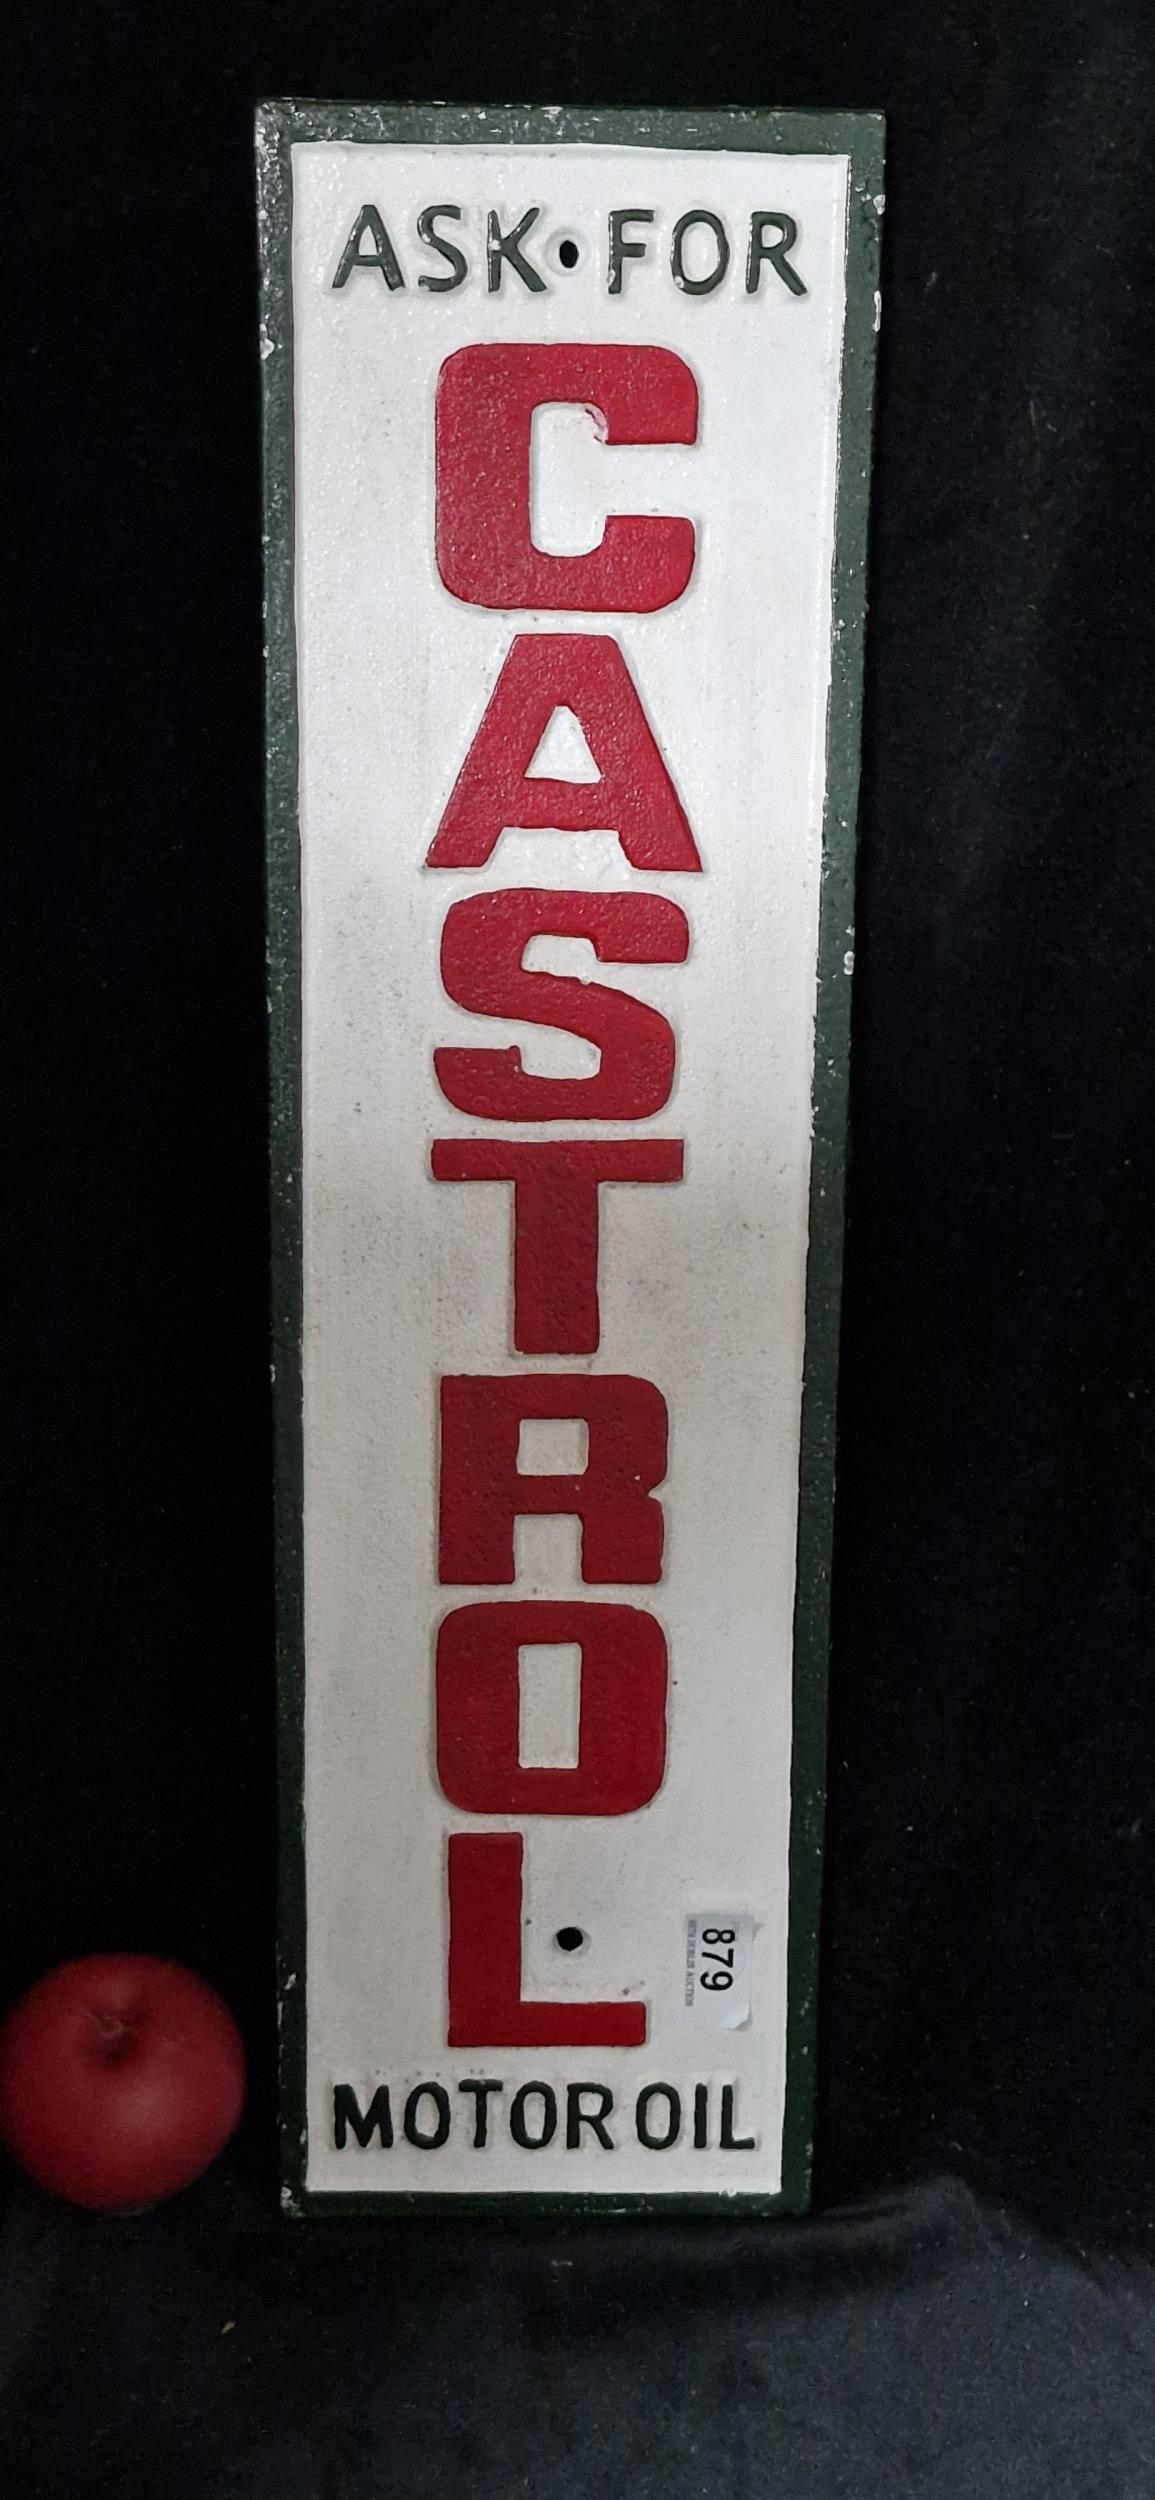 ASK·FOR
CASTROL
MOTOR OIL
879